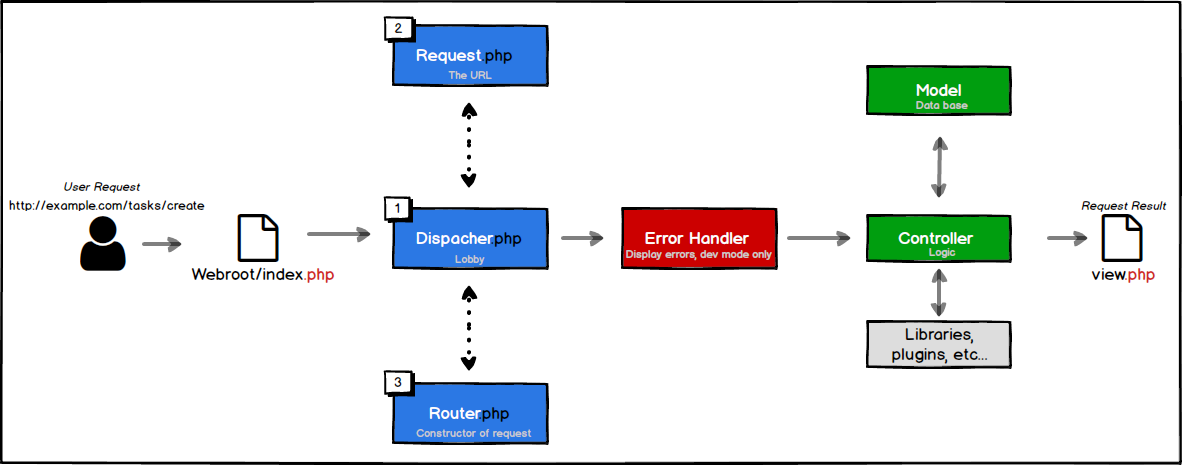 2
Request.php
The URL
Model
Data base
User Request
http://example.com/tasks/create
Webroot/index.php
1
Dispacher.php
Lobby
Error Handler
Display errors, dev mode only
Controller
Logic
Request Result
view.php
Libraries,
plugins, etc...
3
Router.php
Constructor of request